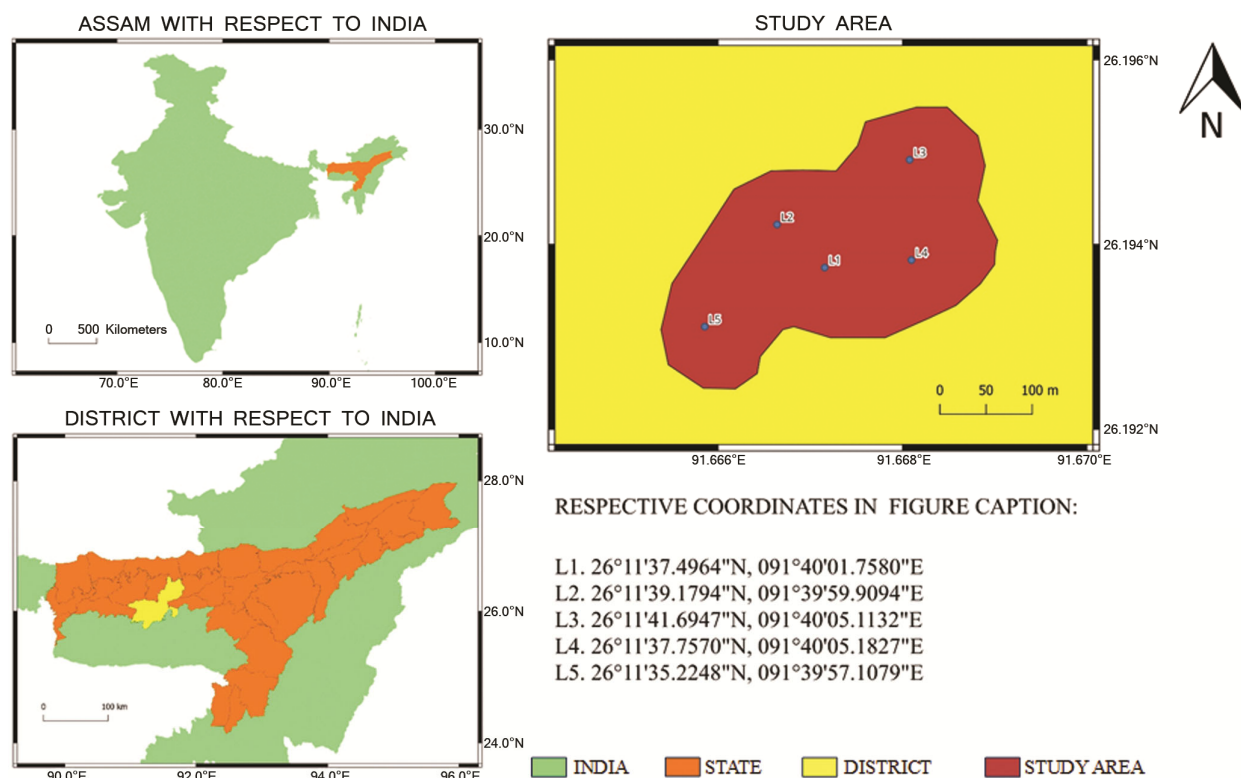 ASSAM WITH RESPECT TO INDIA
30.0°N
20.0°N
10.0°N
0 500 Kilometers
70.0°E 80.0°E 90.0°E 100.0°E
STUDY AREA
26.196°N
26.194°N
26.192°N
L3
L2
L4
L1
L5
0 50 100 m
91.666°E 91.668°E 91.670°E
N
DISTRICT WITH RESPECT TO INDIA
28.0°N
26.0°N
24.0°N
0 100 km
90.0°E 92.0°E 94.0°E 96.0°E
RESPECTIVE COORDINATES IN FIGURE CAPTION:
L1. 26°11'37.4964"N, 091°40'01.7580"E
L2. 26°11'39.1794"N, 091°39'59.9094"E
L3. 26°11'41.6947"N, 091°40'05.1132"E
L4. 26°11'37.7570"N, 091°40'05.1827"E
L5. 26°11'35.2248"N, 091°39'57.1079"E
INDIA STATE DISTRICT STUDY AREA